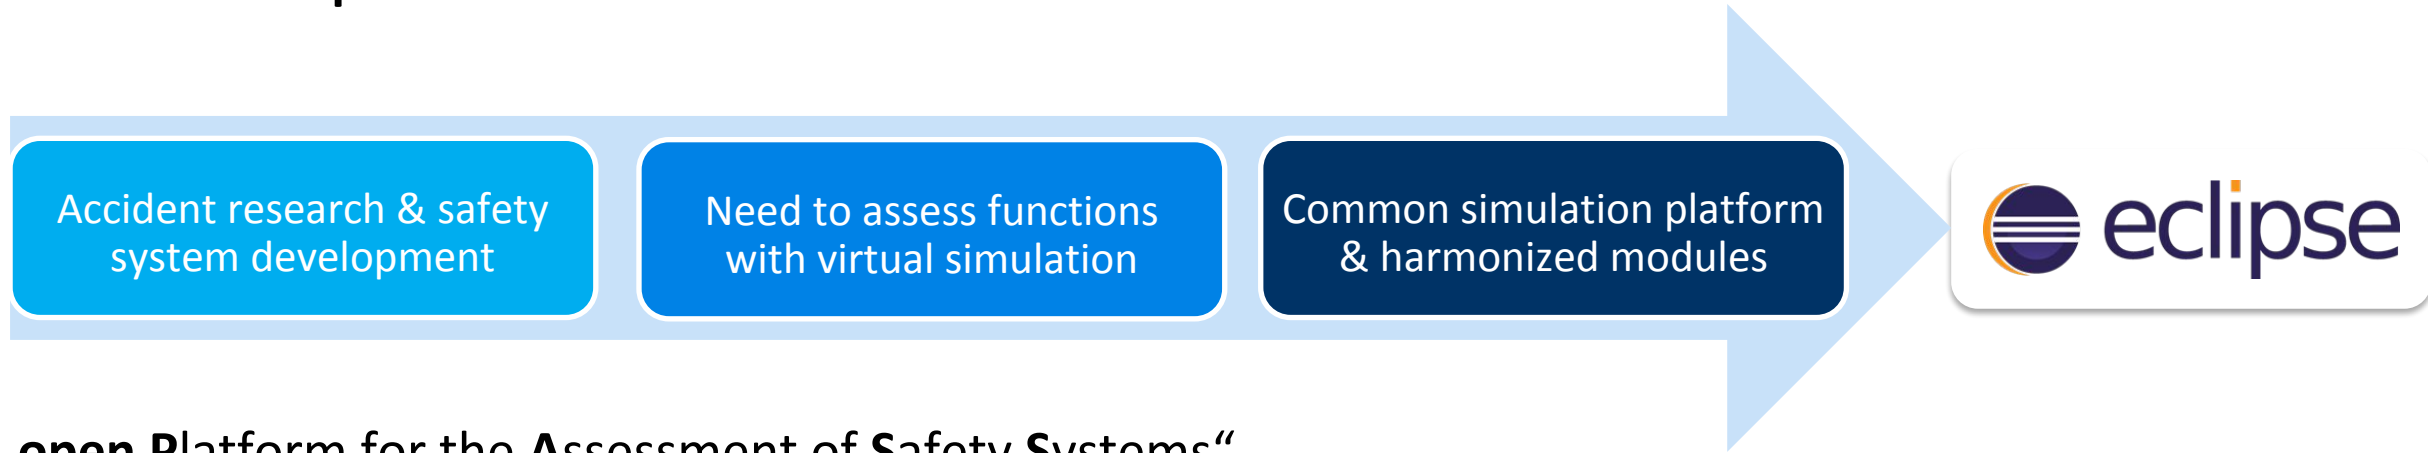 Accident research & safety
system development
Need to assess functions
with virtual simulation
Common simulation platform
& harmonized modules
eclipse
open Platform for the Assessment of Safety Systems“